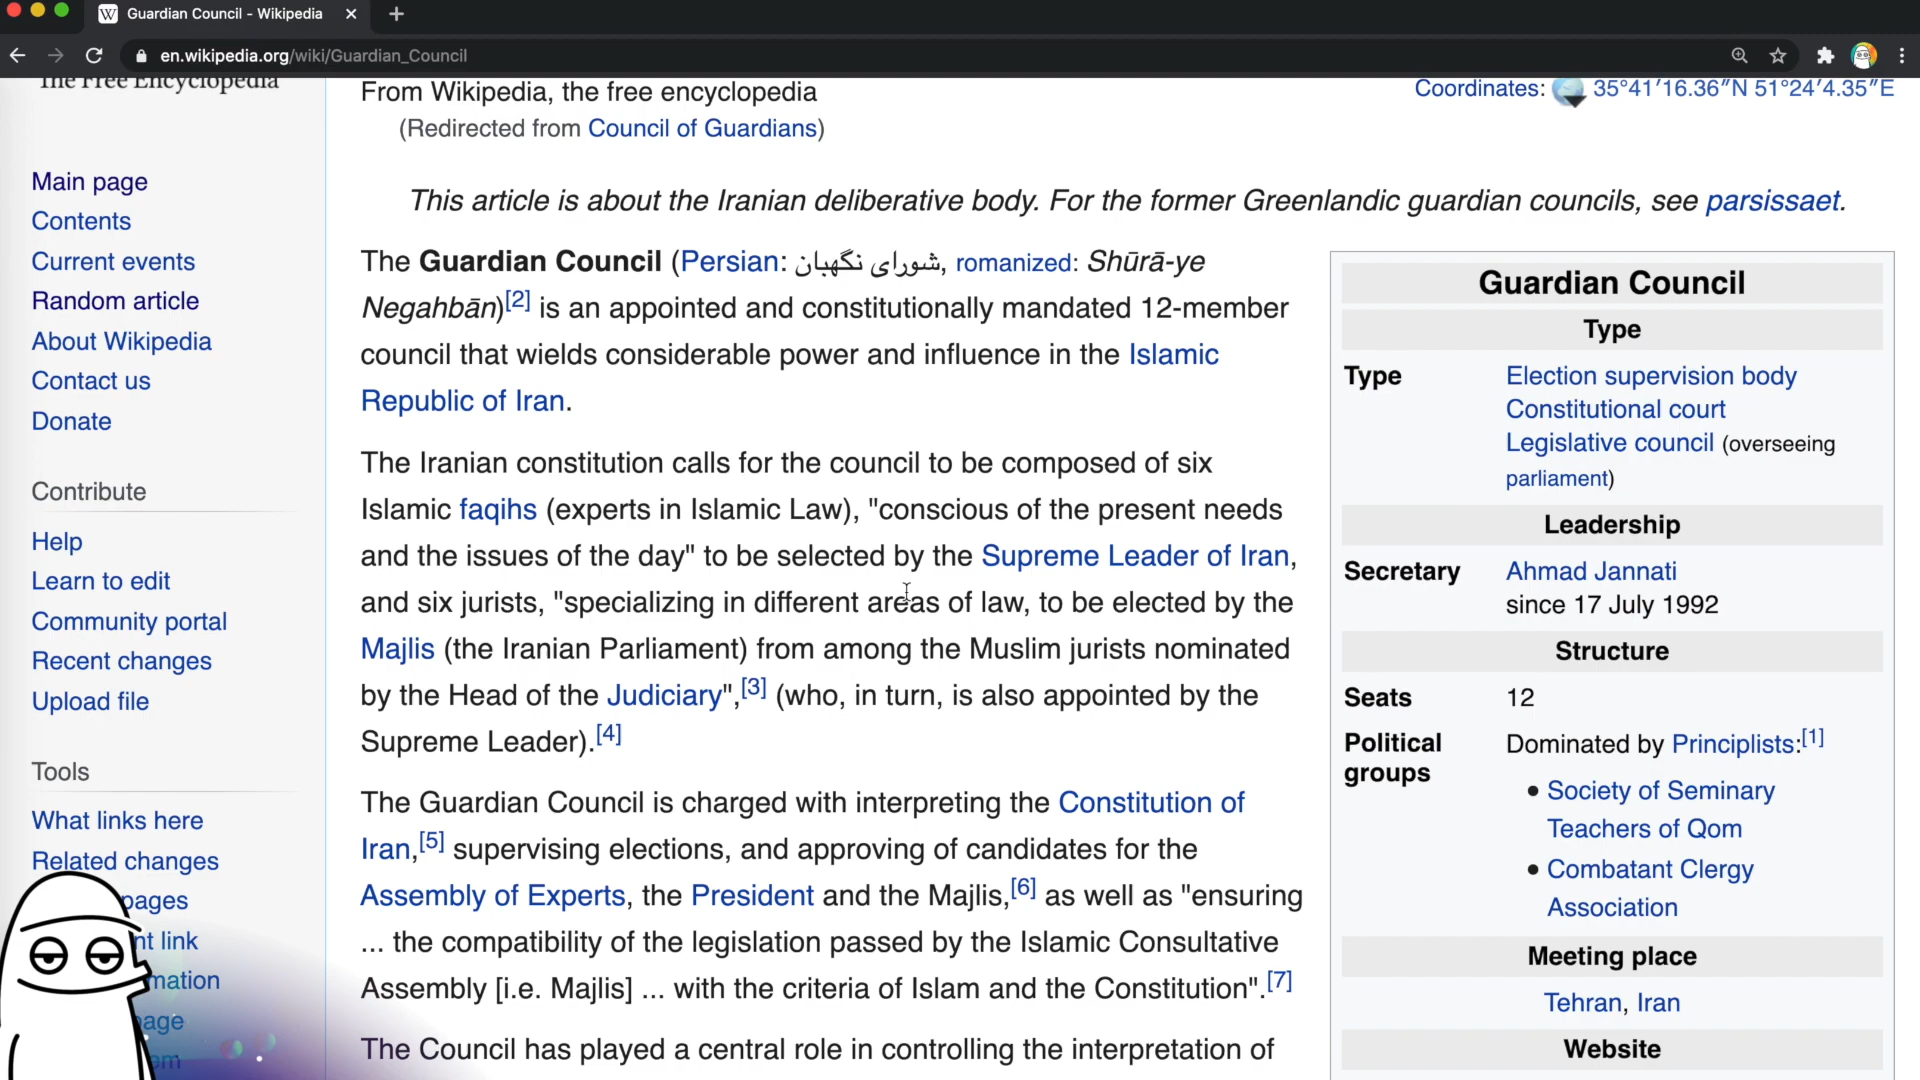 Guardian Council - Wikipedia
en.wikipedia.org/wiki/Guardian_Council
The Free Encyclopedia
Main page
Contents
Current events
Random article
About Wikipedia
Contact us
Donate
Contribute
Help
Learn to edit
Community portal
Recent changes
Upload file
Tools
What links here
Related changes
pages
nt link
mation
page
em
From Wikipedia, the free encyclopedia
(Redirected from Council of Guardians)
Coordinates: 35°41′16.36″N 51°24′4.35″E
This article is about the Iranian deliberative body. For the former Greenlandic guardian councils, see parsissaet.
The Guardian Council (Persian: شورای نگهبان, romanized: Shūrā-ye
Negahbān)[2] is an appointed and constitutionally mandated 12-member
council that wields considerable power and influence in the Islamic
Republic of Iran.
The Iranian constitution calls for the council to be composed of six
Islamic faqihs (experts in Islamic Law), "conscious of the present needs
and the issues of the day" to be selected by the Supreme Leader of Iran,
and six jurists, "specializing in different areas of law, to be elected by the
Majlis (the Iranian Parliament) from among the Muslim jurists nominated
by the Head of the Judiciary",[3] (who, in turn, is also appointed by the
Supreme Leader).[4]
The Guardian Council is charged with interpreting the Constitution of
Iran,[5] supervising elections, and approving of candidates for the
Assembly of Experts, the President and the Majlis,[6] as well as "ensuring
... the compatibility of the legislation passed by the Islamic Consultative
Assembly [i.e. Majlis] ... with the criteria of Islam and the Constitution".[7]
The Council has played a central role in controlling the interpretation of
Guardian Council
Type
Type Election supervision body
Constitutional court
Legislative council (overseeing
parliament)
Leadership
Secretary Ahmad Jannati
since 17 July 1992
Structure
Seats 12
Political groups Dominated by Principlists:[1]
• Society of Seminary
Teachers of Qom
• Combatant Clergy
Association
Meeting place
Tehran, Iran
Website